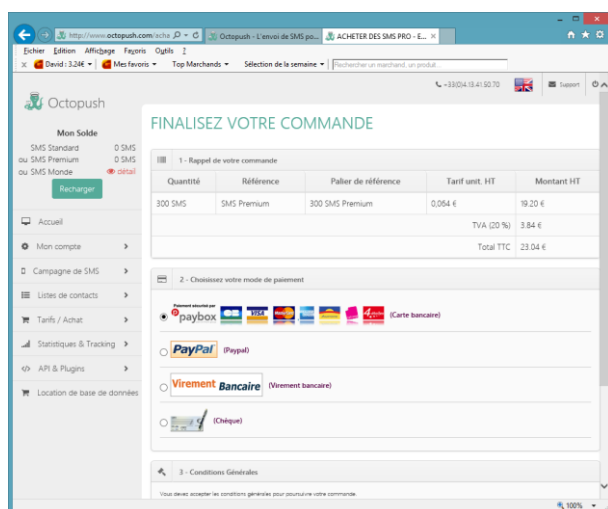 http://www.octopush.com/acha
Octopush - L'envoi de SMS po...
ACHETER DES SMS PRO - E...
Fichier Edition Affichage Favoris Outils ?
David : 3.24€ Mes favoris Top Marchands Sélection de la semaine Rechercher un marchand, un produit...
+33(0)4.13.41.50.70 Support
Octopush
Mon Solde
SMS Standard 0 SMS
ou SMS Premium 0 SMS
ou SMS Monde détail
Recharger
Accueil
Mon compte
Campagne de SMS
Listes de contacts
Tarifs / Achat
Statistiques & Tracking
API & Plugins
Location de base de données
FINALISEZ VOTRE COMMANDE
1 - Rappel de votre commande
Quantité Référence Palier de référence Tarif unit. HT Montant HT
300 SMS SMS Premium 300 SMS Premium 0,064 € 19.20 €
TVA (20 %) 3.84 €
Total TTC 23.04 €
2 - Choisissez votre mode de paiement
Paiement sécurisé par
paybox VISA (Carte bancaire)
PayPal (Paypal)
Virement Bancaire (Virement bancaire)
(Chèque)
3 - Conditions Générales
Vous devez accepter les conditions générales pour poursuivre votre commande.
100%